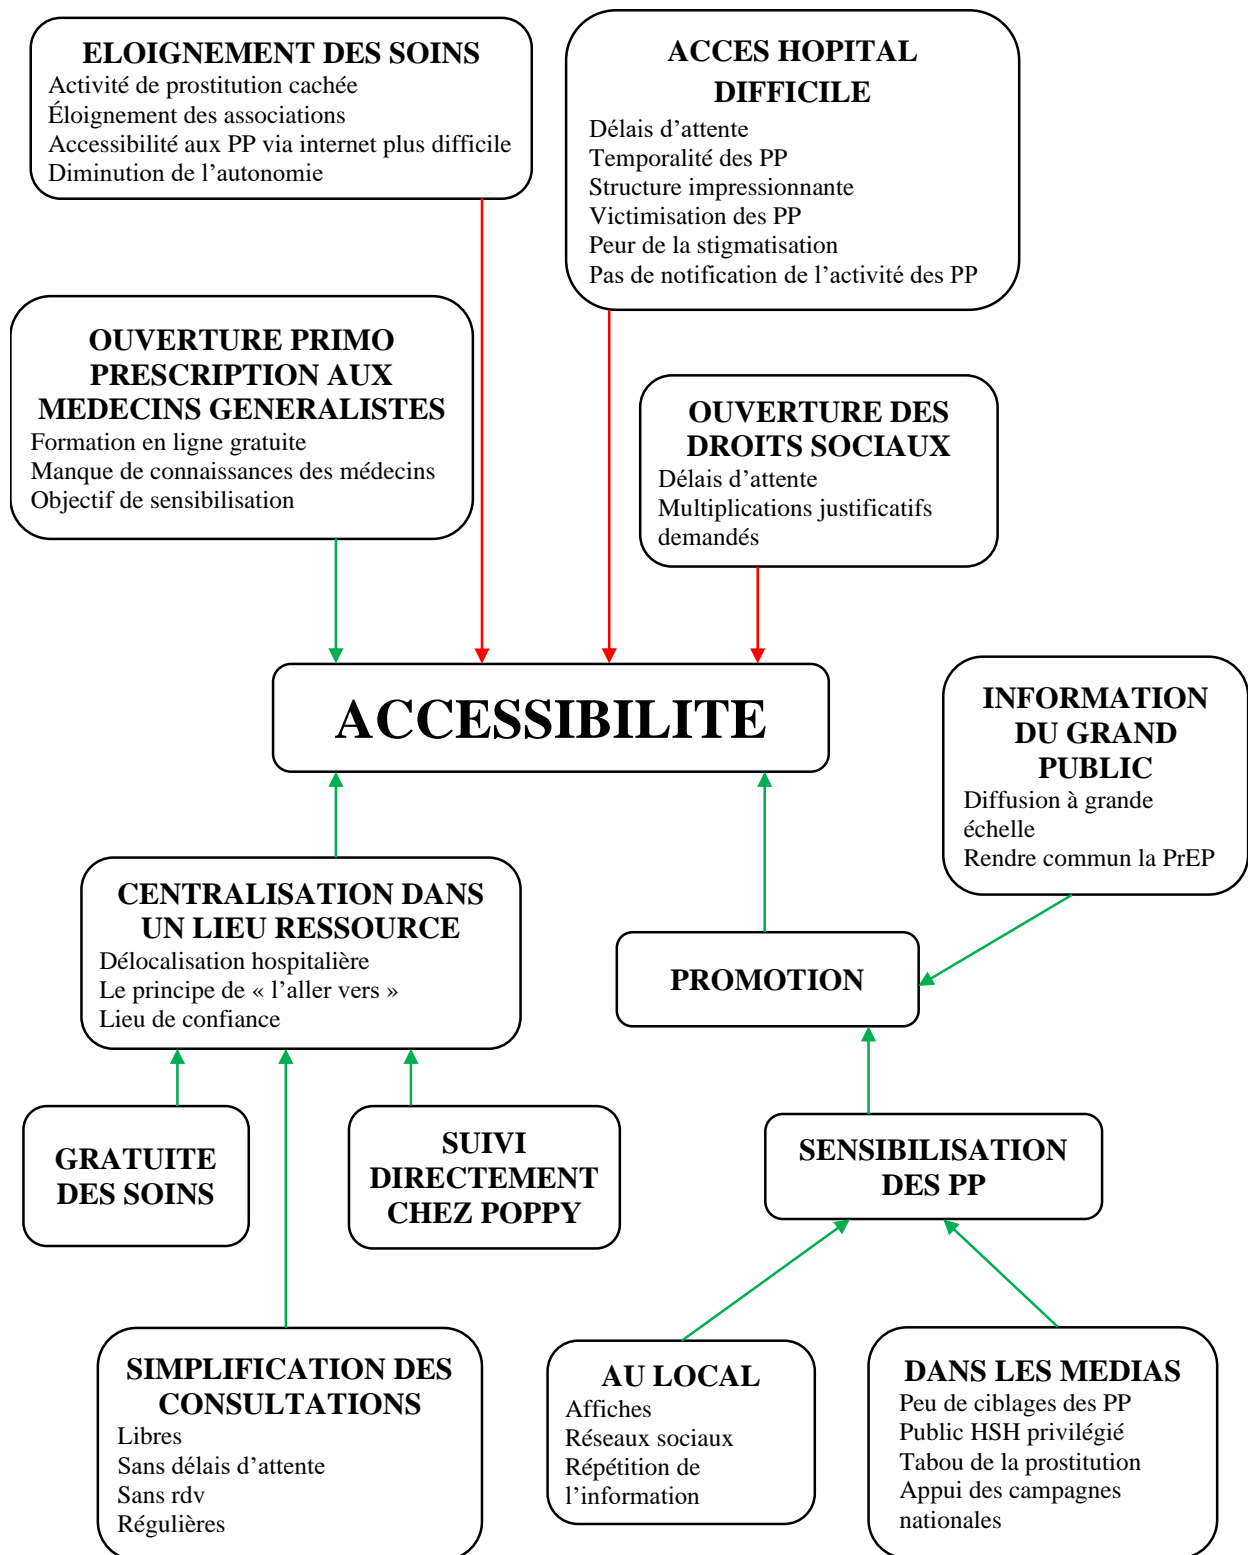 ELOIGNEMENT DES SOINS
Activité de prostitution cachée
Éloignement des associations
Accessibilité aux PP via internet plus difficile
Diminution de l’autonomie
ACCES HOPITAL
DIFFICILE
Délais d'attente
Temporalité des PP
Structure impressionnante
Victimisation des PP
Peur de la stigmatisation
Pas de notification de l’activité des PP
OUVERTURE PRIMO
PRESCRIPTION AUX
MEDECINS GENERALISTES
Formation en ligne gratuite
Manque de connaissances des médecins
Objectif de sensibilisation
OUVERTURE DES
DROITS SOCIAUX
Délais d’attente
Multiplications justificatifs
demandés
ACCESSIBILITE
INFORMATION
DU GRAND
PUBLIC
Diffusion à grande
échelle
Rendre commun la PrEP
CENTRALISATION DANS
UN LIEU RESSOURCE
Délocalisation hospitalière
Le principe de « l’aller vers »
Lieu de confiance
PROMOTION
GRATUITE
DES SOINS
SUIVI
DIRECTEMENT
CHEZ POPPY
SENSIBILISATION
DES PP
SIMPLIFICATION DES
CONSULTATIONS
Libres
Sans délais d’attente
Sans rdv
Régulières
AU LOCAL
Affiches
Réseaux sociaux
Répétition de
l’information
DANS LES MEDIAS
Peu de ciblages des PP
Public HSH privilégié
Tabou de la prostitution
Appui des campagnes
nationales